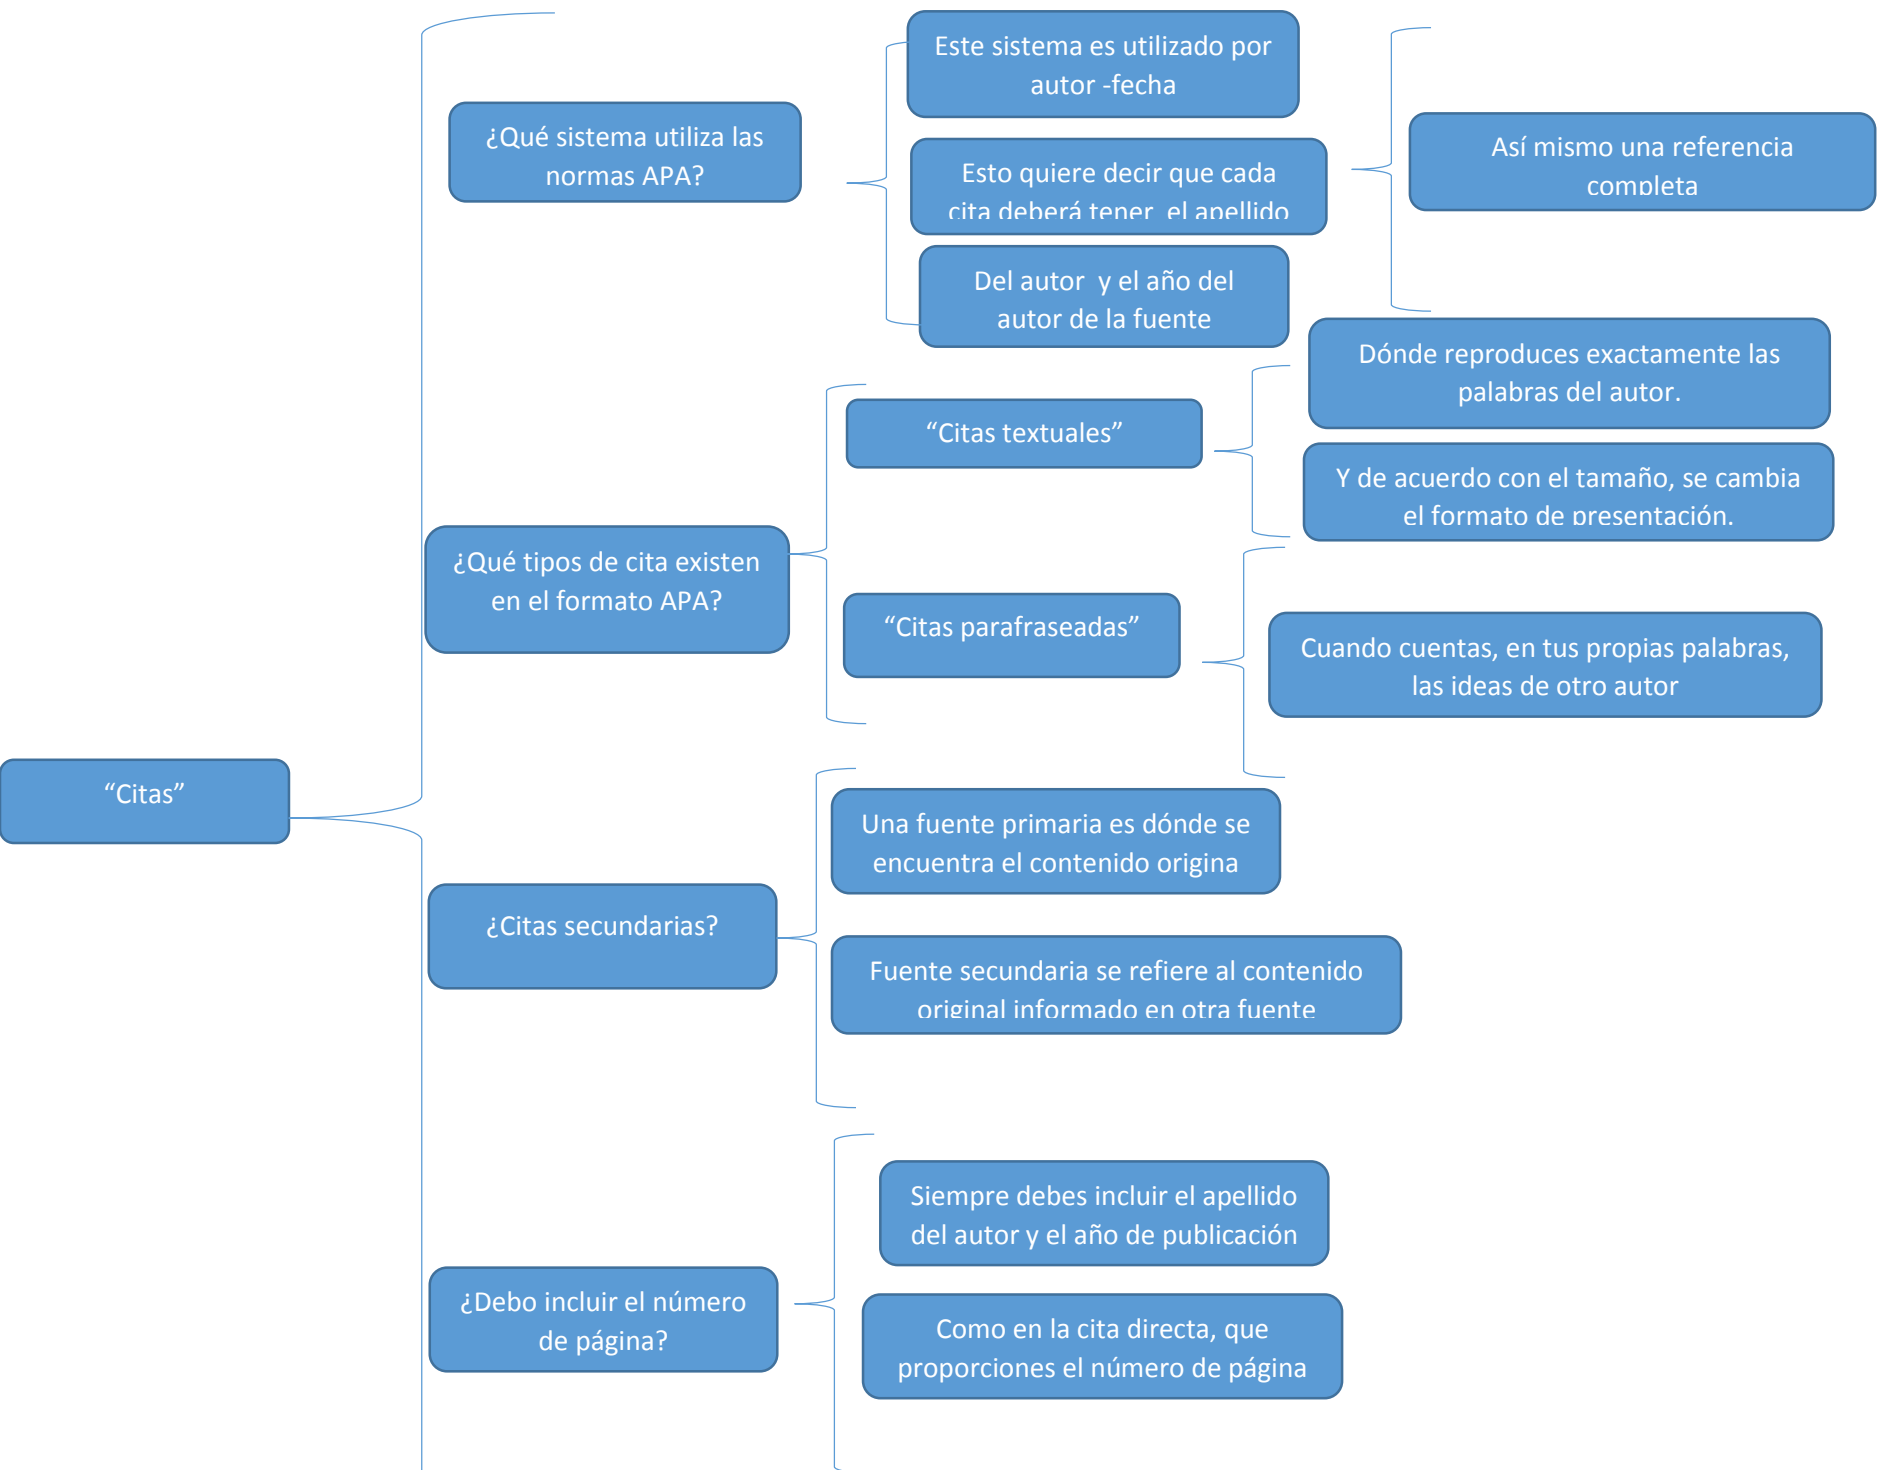 “Citas”
¿Qué sistema utiliza las
normas APA?
Este sistema es utilizado por
autor -fecha
Esto quiere decir que cada
cita deberá tener  el apellido
Del autor  y el año del
autor de la fuente
Así mismo una referencia
completa
¿Qué tipos de cita existen
en el formato APA?
“Citas textuales”
Dónde reproduces exactamente las
palabras del autor.
Y de acuerdo con el tamaño, se cambia
el formato de presentación.
“Citas parafraseadas”
Cuando cuentas, en tus propias palabras,
las ideas de otro autor
¿Citas secundarias?
Una fuente primaria es dónde se
encuentra el contenido origina
Fuente secundaria se refiere al contenido
original informado en otra fuente
¿Debo incluir el número
de página?
Siempre debes incluir el apellido
del autor y el año de publicación
Como en la cita directa, que
proporciones el número de página